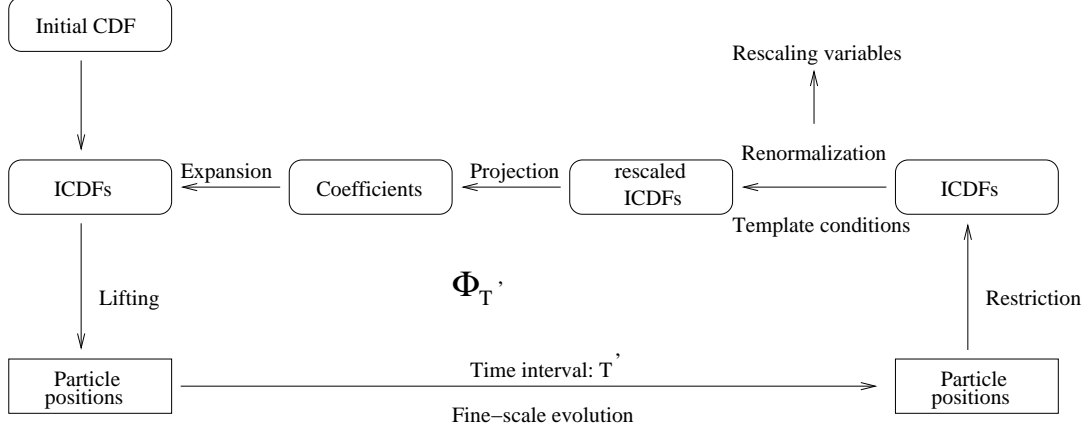 Initial CDF
Rescaling variables
Expansion
Projection
Renormalization
ICDFs
Coefficients
rescaled
ICDFs
ICDFs
Template conditions
Lifting
Φ_T'
Restriction
Particle
positions
Time interval: T'
Fine−scale evolution
Particle
positions